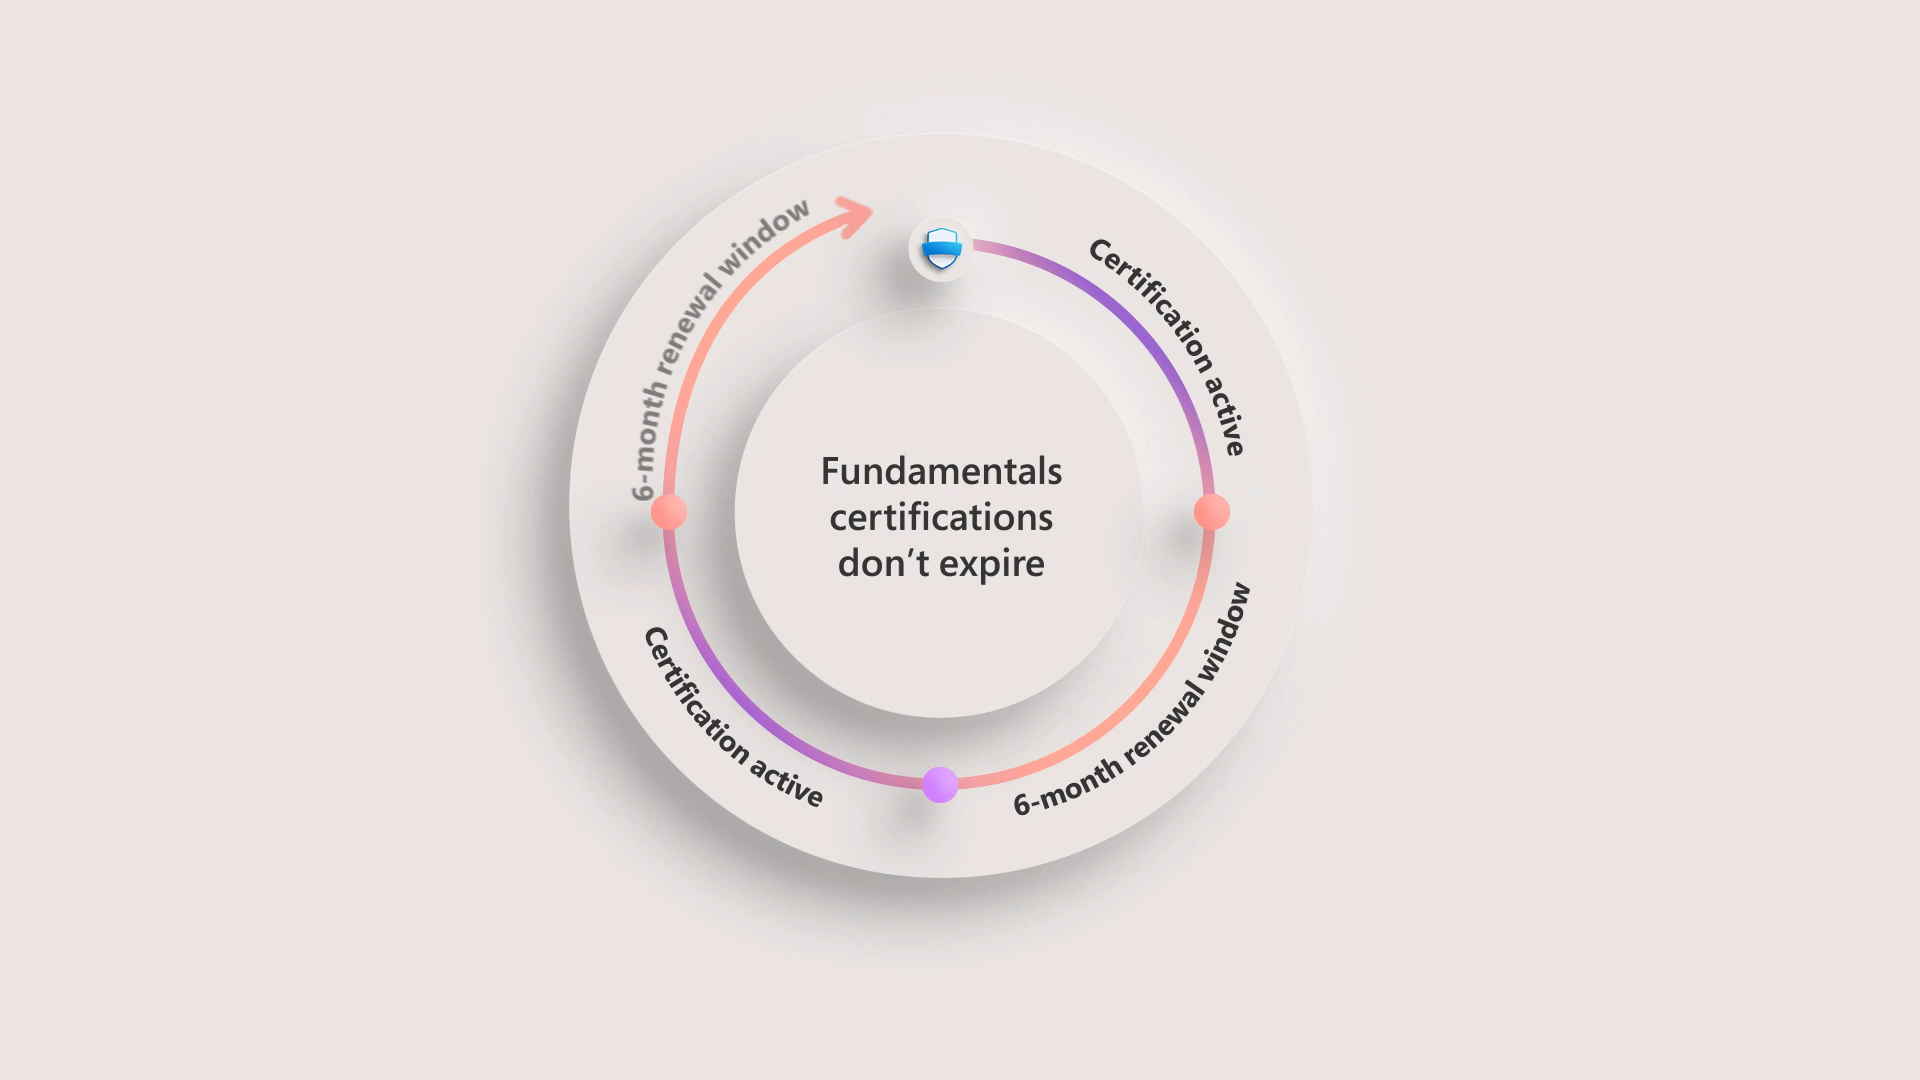 Certification active
6-month renewal window
Certification active
6-month renewal window
Fundamentals
certifications
don’t expire